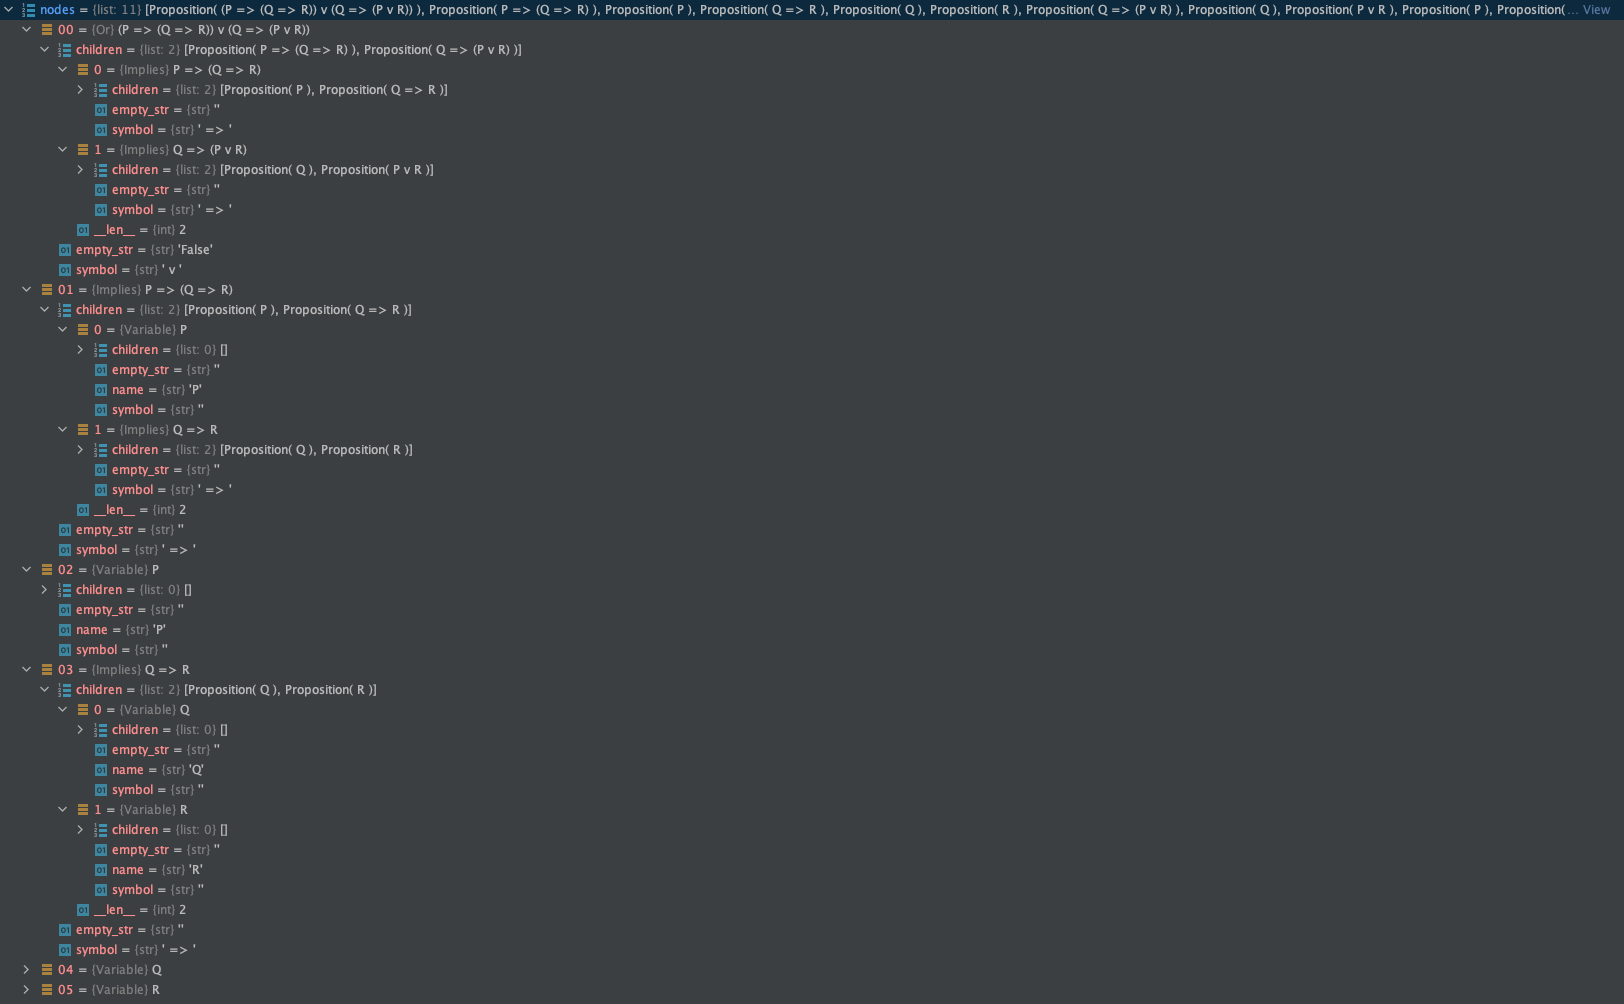 nodes = {list: 11} [Proposition( (P => (Q => R)) v (Q => (P v R)) ), Proposition( P => (Q => R) ), Proposition( P ), Proposition( Q => R ), Proposition( Q ), Proposition( R ), Proposition( Q => (P v R) ), Proposition( Q ), Proposition( P v R ), Proposition( P ), Proposition( ... View
00 = {Or} (P => (Q => R)) v (Q => (P v R))
children = {list: 2} [Proposition( P => (Q => R) ), Proposition( Q => (P v R) )]
0 = {Implies} P => (Q => R)
children = {list: 2} [Proposition( P ), Proposition( Q => R )]
empty_str = {str} ''
symbol = {str} ' => '
1 = {Implies} Q => (P v R)
children = {list: 2} [Proposition( Q ), Proposition( P v R )]
empty_str = {str} ''
symbol = {str} ' => '
__len__ = {int} 2
empty_str = {str} 'False'
symbol = {str} ' v '
01 = {Implies} P => (Q => R)
children = {list: 2} [Proposition( P ), Proposition( Q => R )]
0 = {Variable} P
children = {list: 0} []
empty_str = {str} ''
name = {str} 'P'
symbol = {str} ''
1 = {Implies} Q => R
children = {list: 2} [Proposition( Q ), Proposition( R )]
empty_str = {str} ''
symbol = {str} ' => '
__len__ = {int} 2
empty_str = {str} ''
symbol = {str} ' => '
02 = {Variable} P
children = {list: 0} []
empty_str = {str} ''
name = {str} 'P'
symbol = {str} ''
03 = {Implies} Q => R
children = {list: 2} [Proposition( Q ), Proposition( R )]
0 = {Variable} Q
children = {list: 0} []
empty_str = {str} ''
name = {str} 'Q'
symbol = {str} ''
1 = {Variable} R
children = {list: 0} []
empty_str = {str} ''
name = {str} 'R'
symbol = {str} ''
__len__ = {int} 2
empty_str = {str} ''
symbol = {str} ' => '
04 = {Variable} Q
05 = {Variable} R